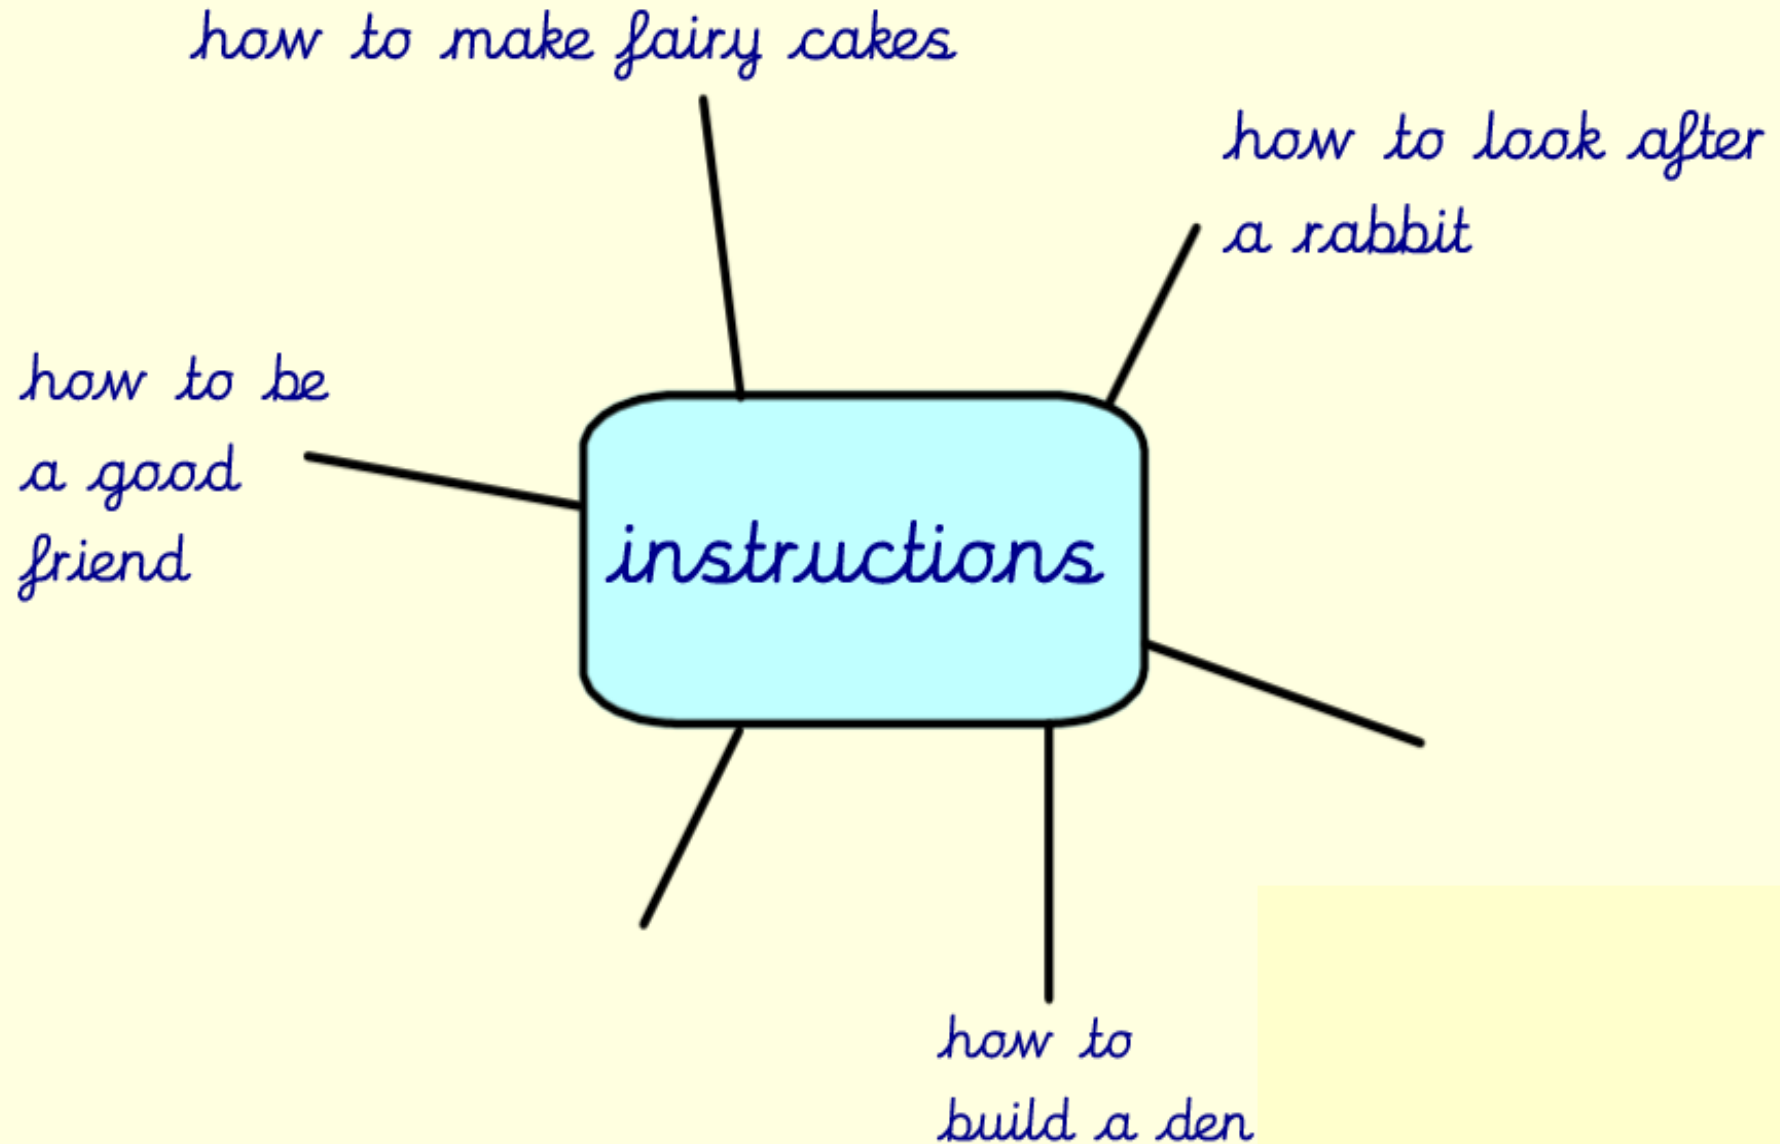 how to make fairy cakes
how to look after
a rabbit
how to be
a good
friend
instructions
how to
build a den